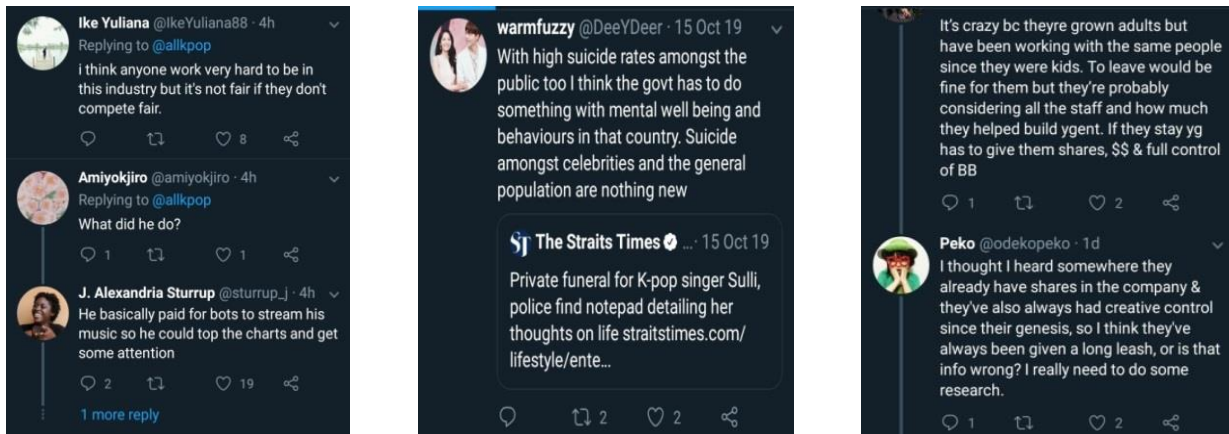 Ike Yuliana @IkeYuliana88 · 4h
Replying to @allkpop
i think anyone work very hard to be in
this industry but it's not fair if they don't
compete fair.
8
Amiyokjiro @amiyokjiro · 4h
Replying to @allkpop
What did he do?
1 1
J. Alexandria Sturrup @sturrup_j · 4h
He basically paid for bots to stream his
music so he could top the charts and get
some attention
2 19
1 more reply
warmfuzzy @DeeYDeer · 15 Oct 19
With high suicide rates amongst the
public too I think the govt has to do
something with mental well being and
behaviours in that country. Suicide
amongst celebrities and the general
population are nothing new
ST The Straits Times ... · 15 Oct 19
Private funeral for K-pop singer Sulli,
police find notepad detailing her
thoughts on life straitstimes.com/
lifestyle/ente...
2 2
It's crazy bc theyre grown adults but
have been working with the same people
since they were kids. To leave would be
fine for them but they're probably
considering all the staff and how much
they helped build ygent. If they stay yg
has to give them shares, $$ & full control
of BB
1 2
Peko @odekopeko · 1d
I thought I heard somewhere they
already have shares in the company &
they've also always had creative control
since their genesis, so I think they've
always been given a long leash, or is that
info wrong? I really need to do some
research.
1 2